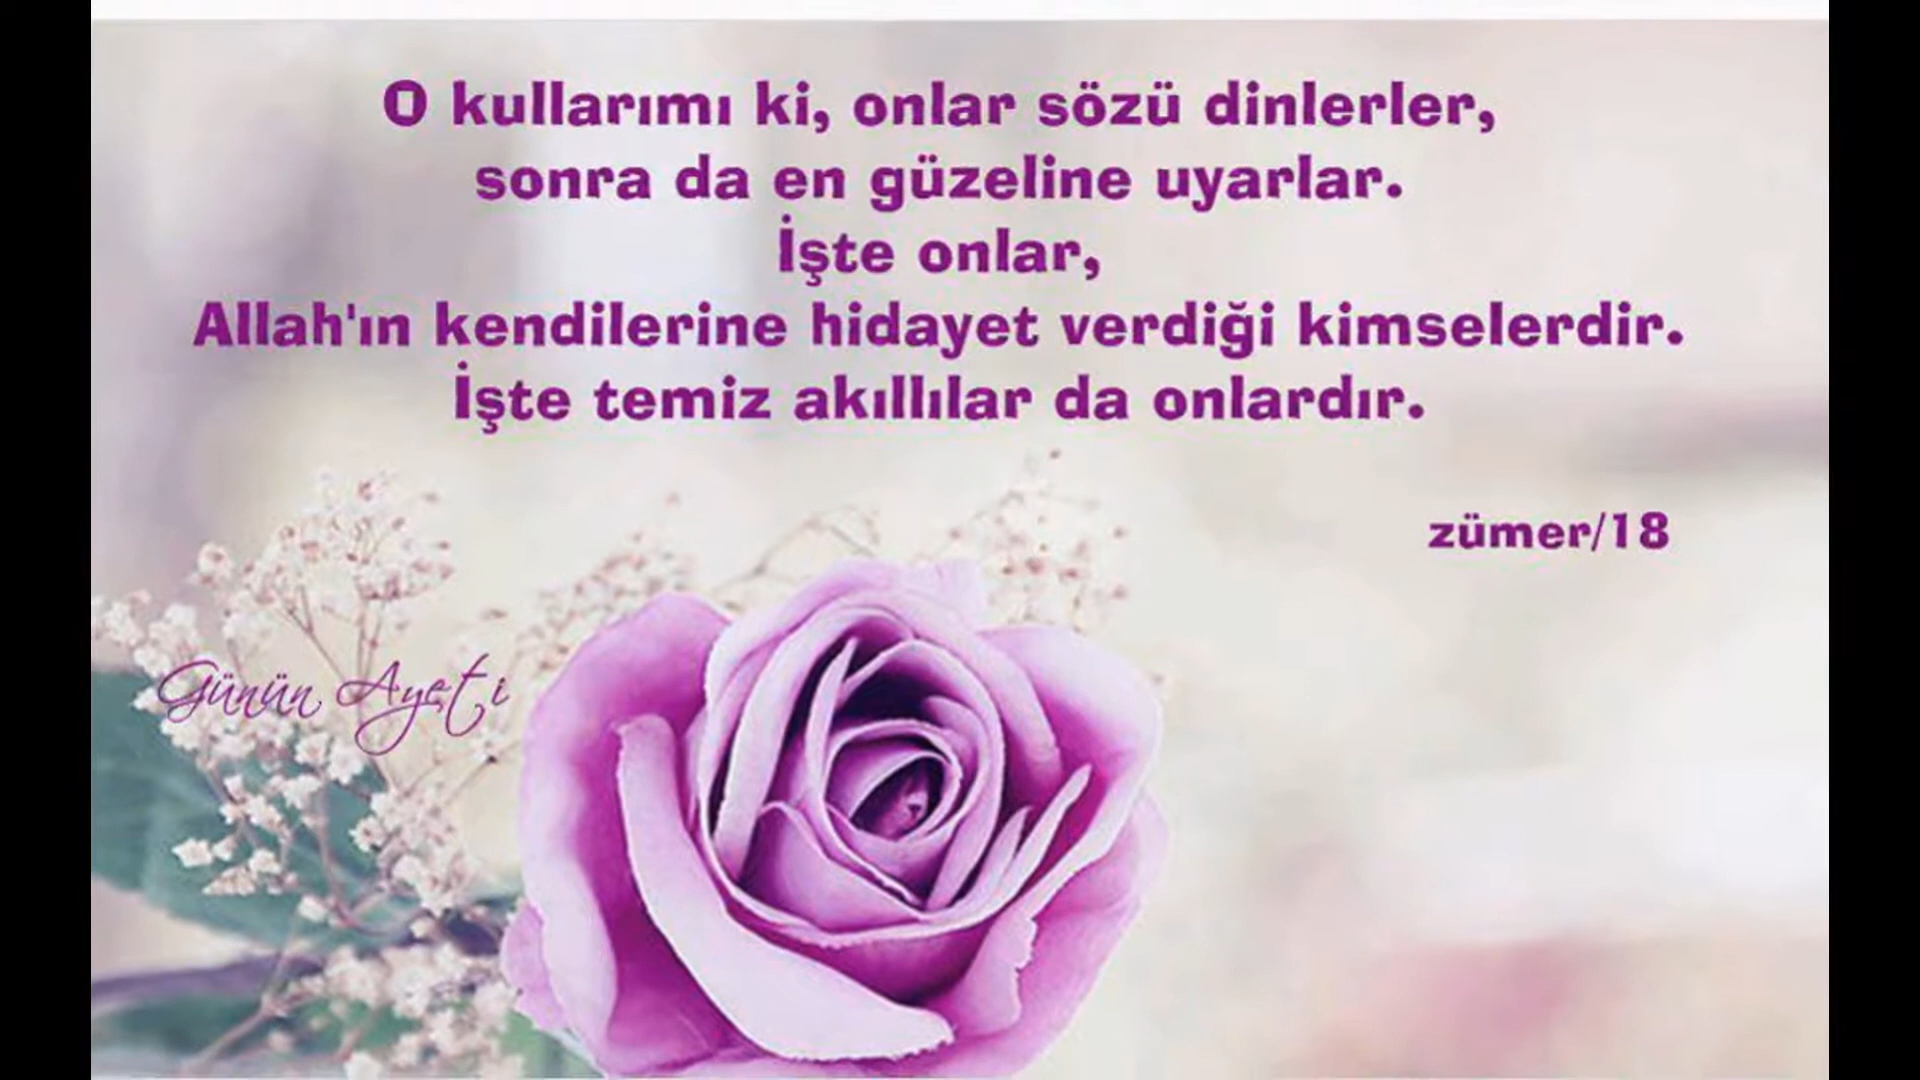 O kullarımı ki, onlar sözü dinlerler,
sonra da en güzeline uyarlar.
İşte onlar,
Allah'ın kendilerine hidayet verdiği kimselerdir.
İşte temiz akıllılar da onlardır.
zümer/18
Günün Ayeti